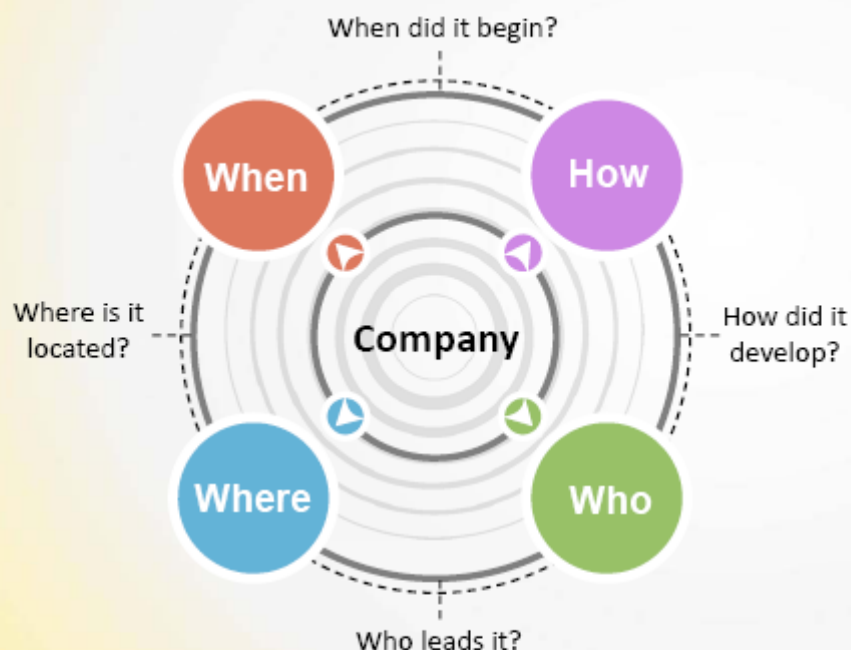 When did it begin?
When
How
Where is it
located?
Company
How did it
develop?
Where
Who
Who leads it?